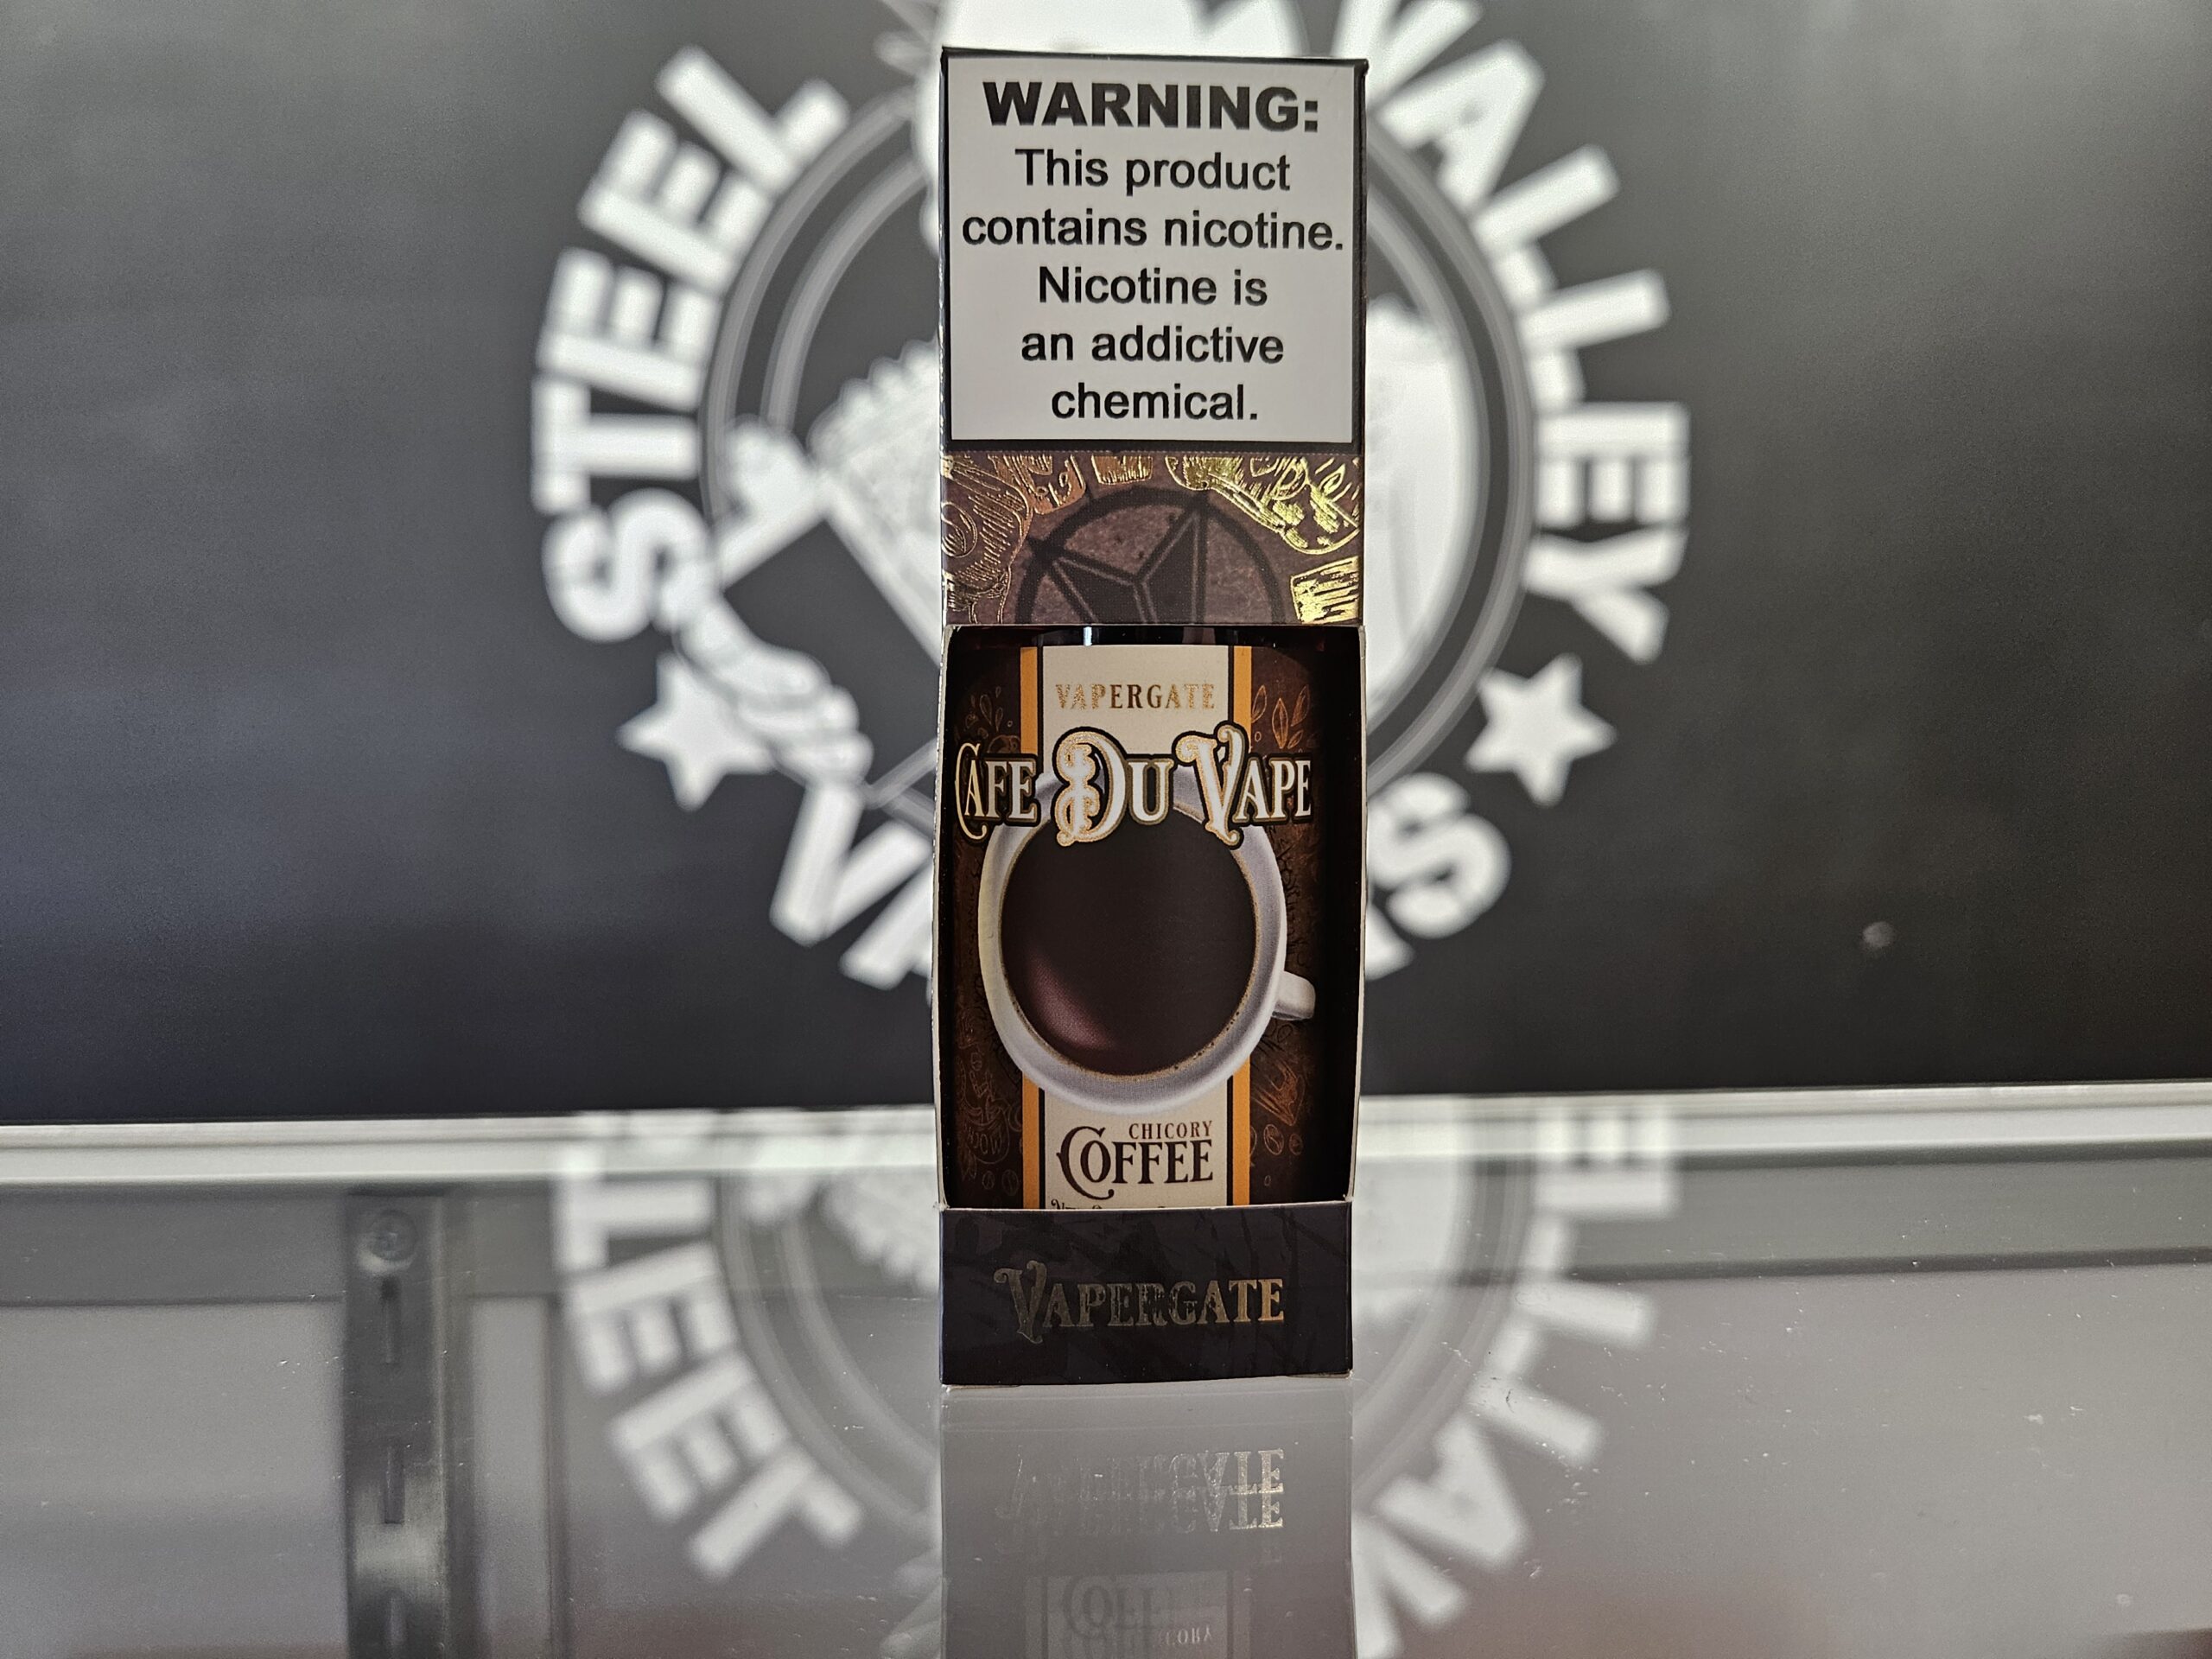 STEEL VALLEY
WARNING:
This product
contains nicotine.
Nicotine is
an addictive
chemical.
VAPERGATE
CAFE DU VAPE
CHICORY
COFFEE
VAPERGATE